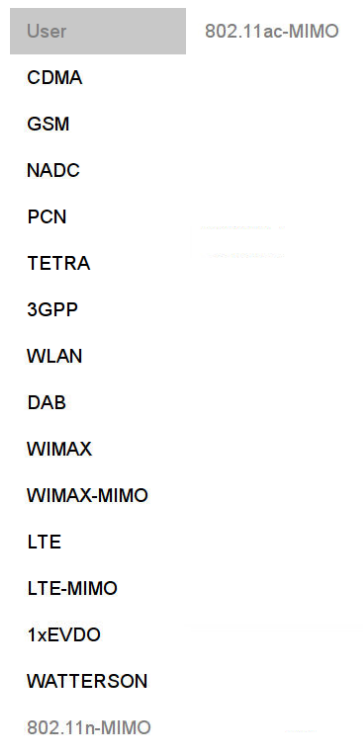 User
CDMA
GSM
NADC
PCN
TETRA
3GPP
WLAN
DAB
WIMAX
WIMAX-MIMO
LTE
LTE-MIMO
1xEVDO
WATTERSON
802.11n-MIMO
802.11ac-MIMO